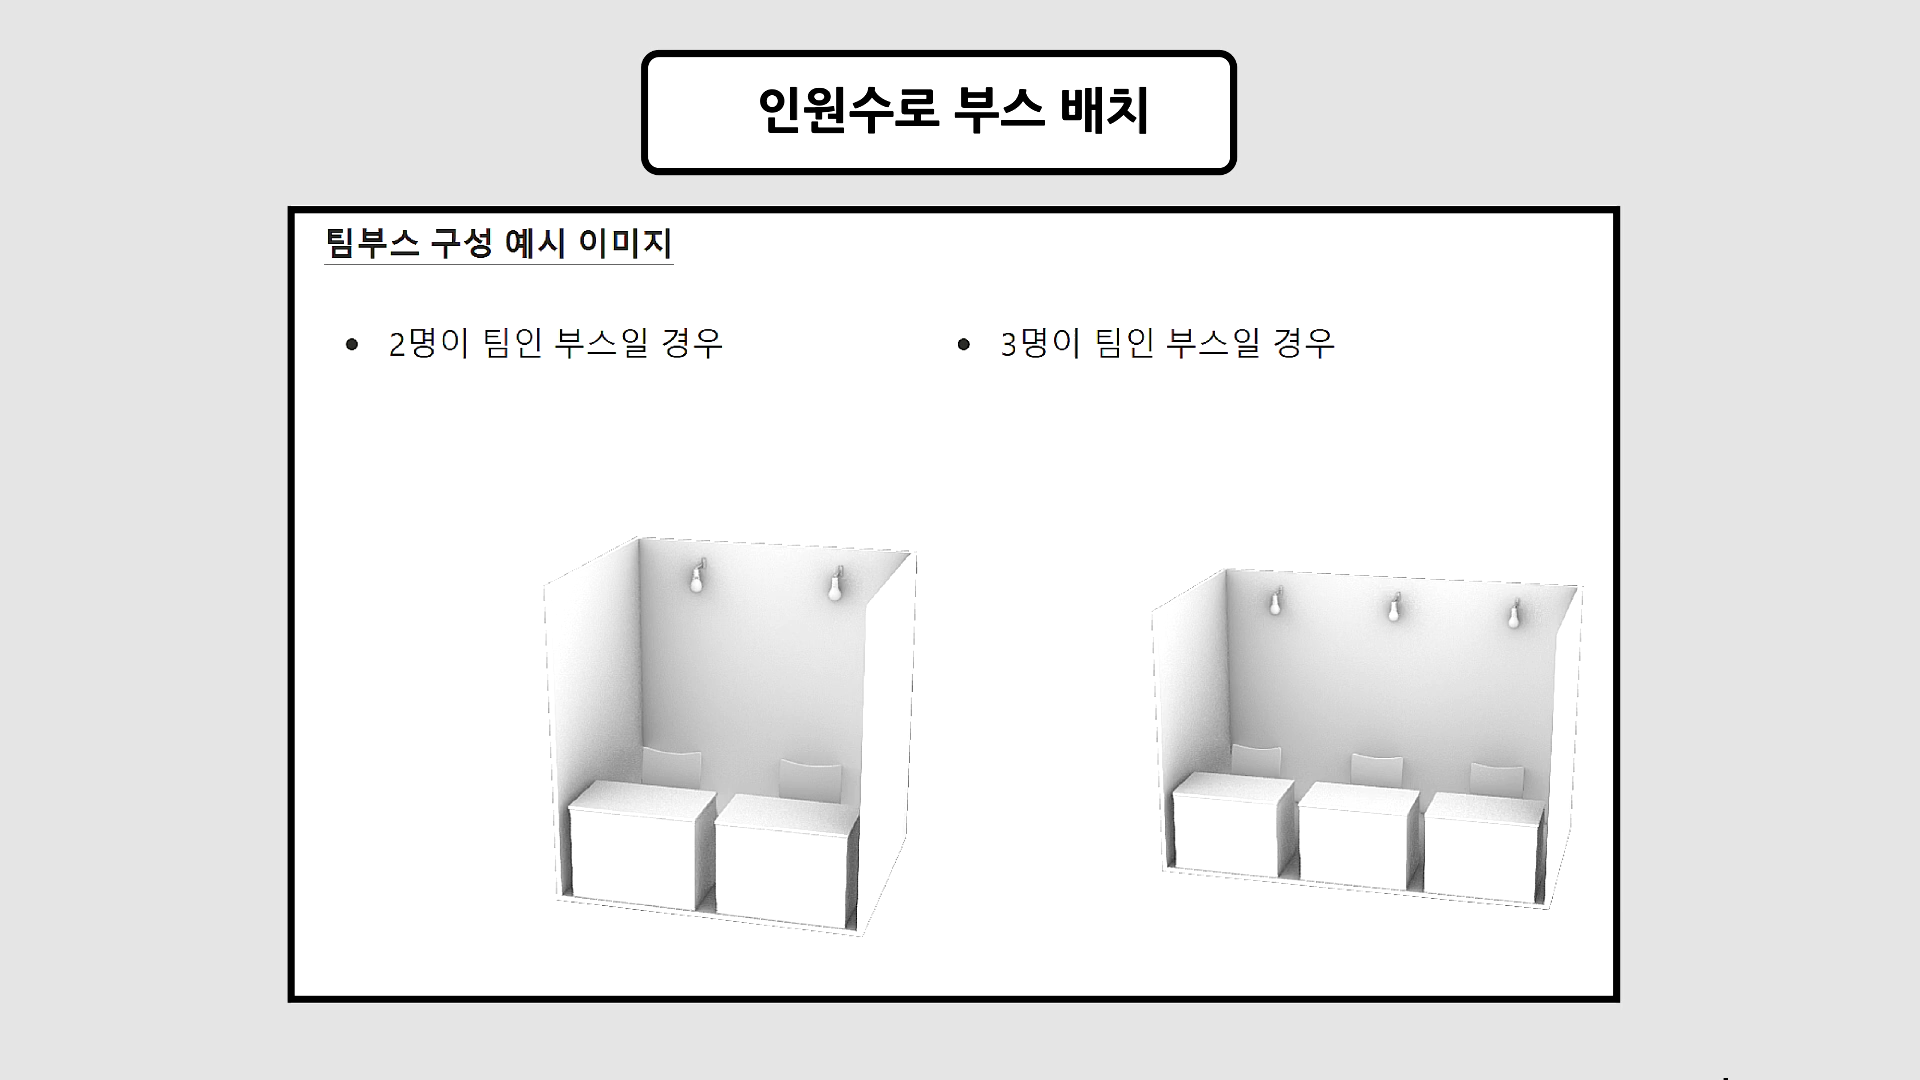 인원수로 부스 배치
팀부스 구성 예시 이미지
• 2명이 팀인 부스일 경우
• 3명이 팀인 부스일 경우